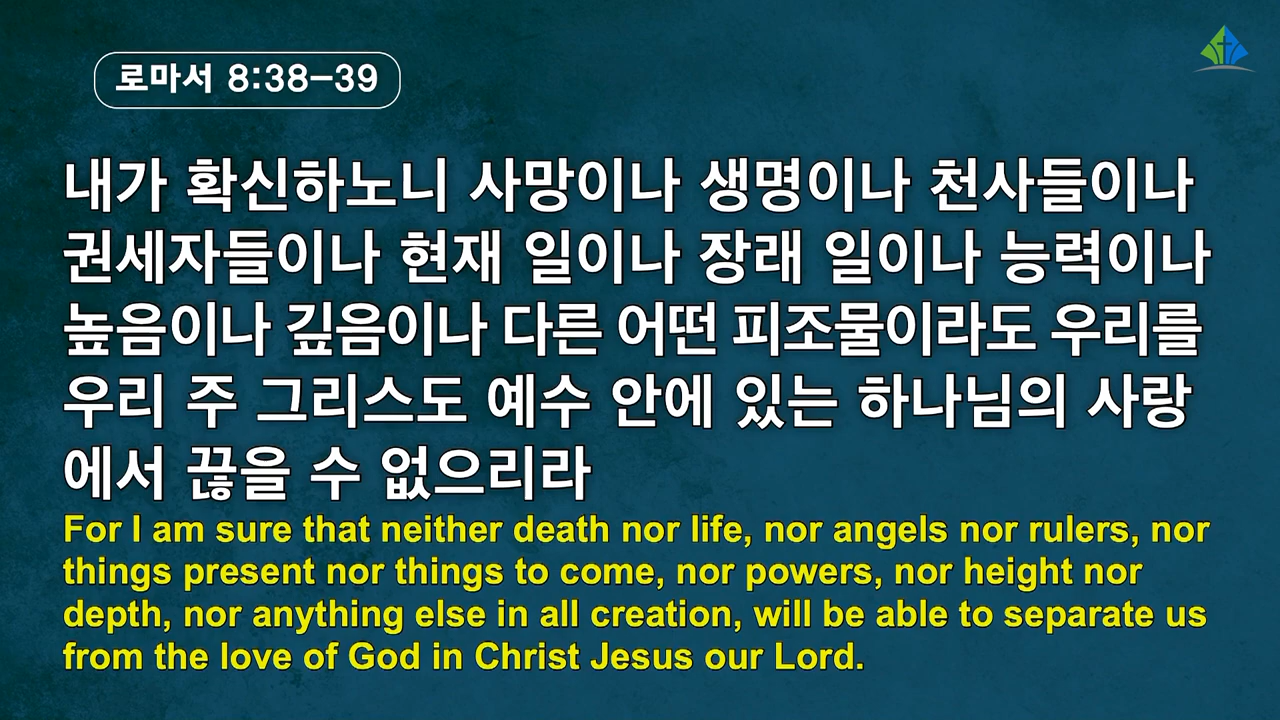 로마서 8:38-39
내가 확신하노니 사망이나 생명이나 천사들이나
권세자들이나 현재 일이나 장래 일이나 능력이나
높음이나 깊음이나 다른 어떤 피조물이라도 우리를
우리 주 그리스도 예수 안에 있는 하나님의 사랑
에서 끊을 수 없으리라
For I am sure that neither death nor life, nor angels nor rulers, nor
things present nor things to come, nor powers, nor height nor
depth, nor anything else in all creation, will be able to separate us
from the love of God in Christ Jesus our Lord.